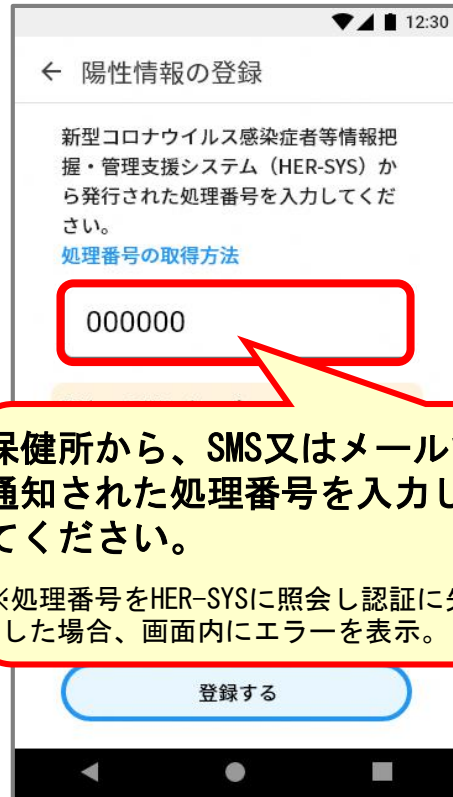 12:30
← 陽性情報の登録
新型コロナウイルス感染症者等情報把
握・管理支援システム（HER-SYS）か
ら発行された処理番号を入力してくだ
さい。
処理番号の取得方法
000000
保健所から、SMS又はメール
通知された処理番号を入力し
てください。
※処理番号をHER-SYSに照会し認証に失
した場合、画面内にエラーを表示。
登録する